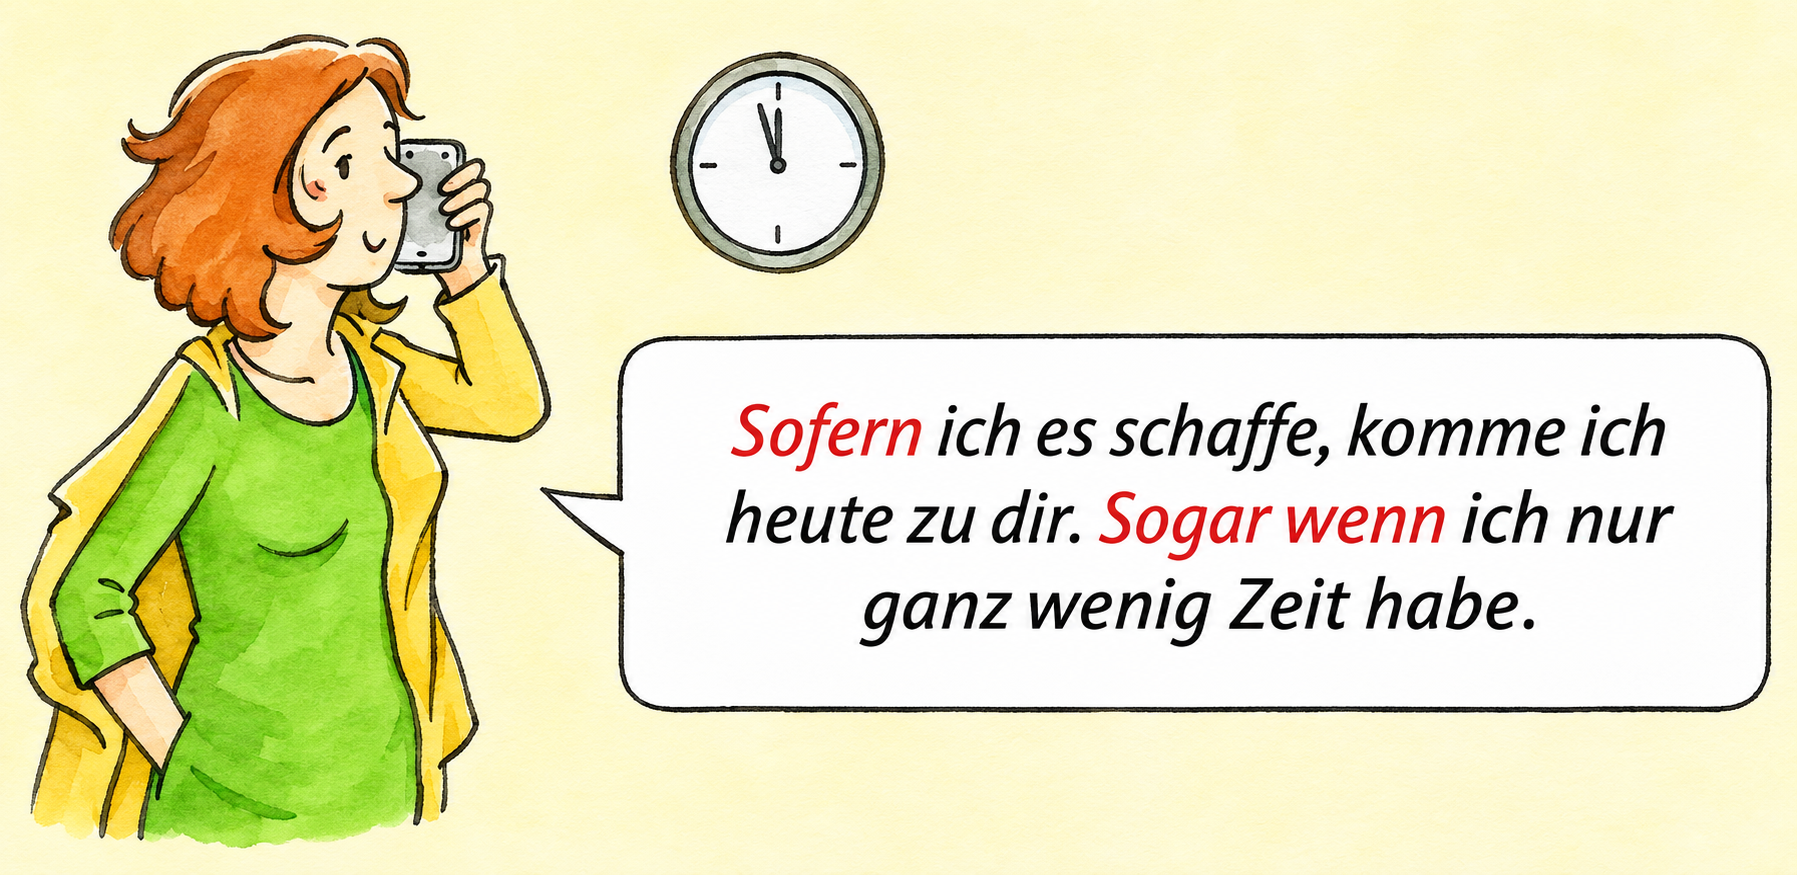 Sofern ich es schaffe, komme ich
heute zu dir. Sogar wenn ich nur
ganz wenig Zeit habe.